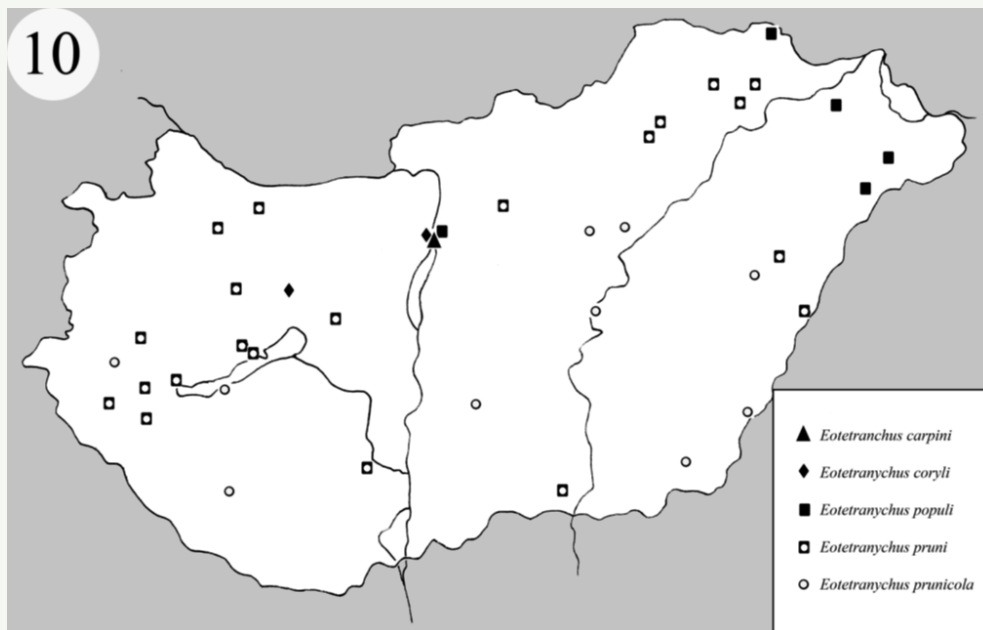 10
Eotetranchus carpini
Eotetranychus coryli
Eotetranychus populi
Eotetranychus pruni
Eotetranychus prunicola